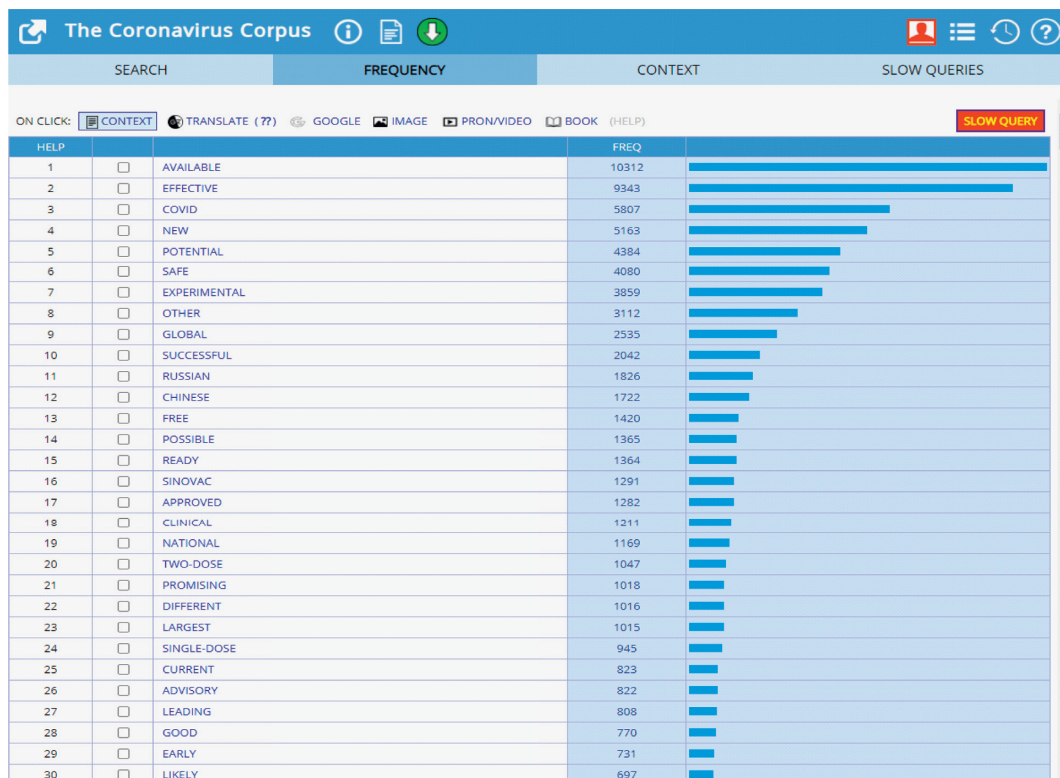 The Coronavirus Corpus
SEARCH FREQUENCY CONTEXT SLOW QUERIES
ON CLICK: CONTEXT TRANSLATE (??) GOOGLE IMAGE PRON/VIDEO BOOK (HELP) SLOW QUERY
HELP FREQ
1 AVAILABLE 10312
2 EFFECTIVE 9343
3 COVID 5807
4 NEW 5163
5 POTENTIAL 4384
6 SAFE 4080
7 EXPERIMENTAL 3859
8 OTHER 3112
9 GLOBAL 2535
10 SUCCESSFUL 2042
11 RUSSIAN 1826
12 CHINESE 1722
13 FREE 1420
14 POSSIBLE 1365
15 READY 1364
16 SINOVAC 1291
17 APPROVED 1282
18 CLINICAL 1211
19 NATIONAL 1169
20 TWO-DOSE 1047
21 PROMISING 1018
22 DIFFERENT 1016
23 LARGEST 1015
24 SINGLE-DOSE 945
25 CURRENT 823
26 ADVISORY 822
27 LEADING 808
28 GOOD 770
29 EARLY 731
30 LIKELY 697